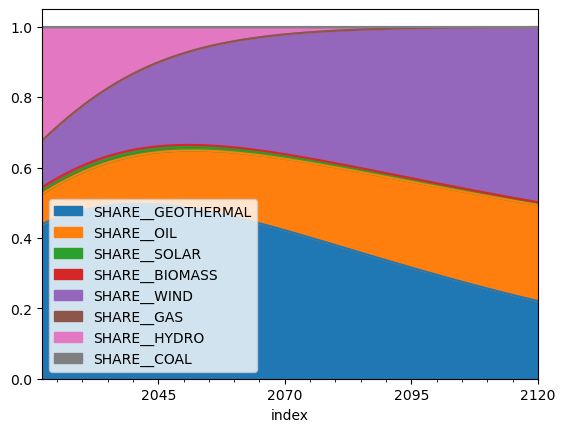 1.0
0.8
0.6
0.4
0.2
0.0
SHARE__GEOTHERMAL
SHARE__OIL
SHARE__SOLAR
SHARE__BIOMASS
SHARE__WIND
SHARE__GAS
SHARE__HYDRO
SHARE__COAL
2045 2070 2095 2120
index